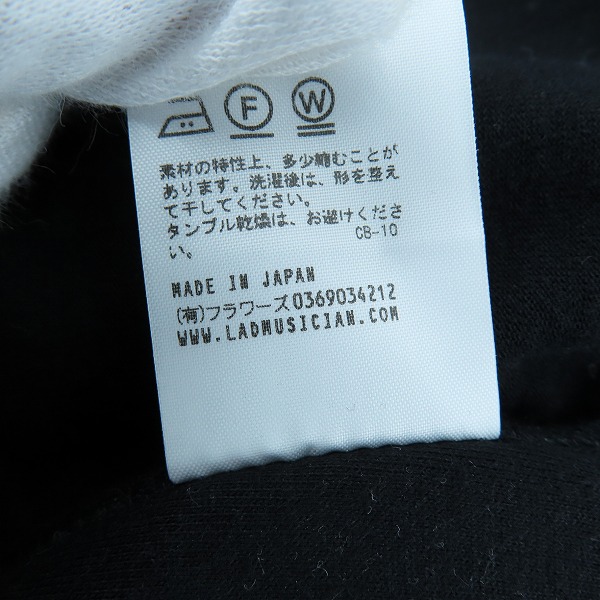 F W
素材の特性上、多少縮むことが
あります。洗濯後は、形を整え
て干してください。
タンブル乾燥は、お避けくださ
い。 CB-10
MADE IN JAPAN
(有)フラワーズ0369034212
WWW.LADMUSICIAN.COM